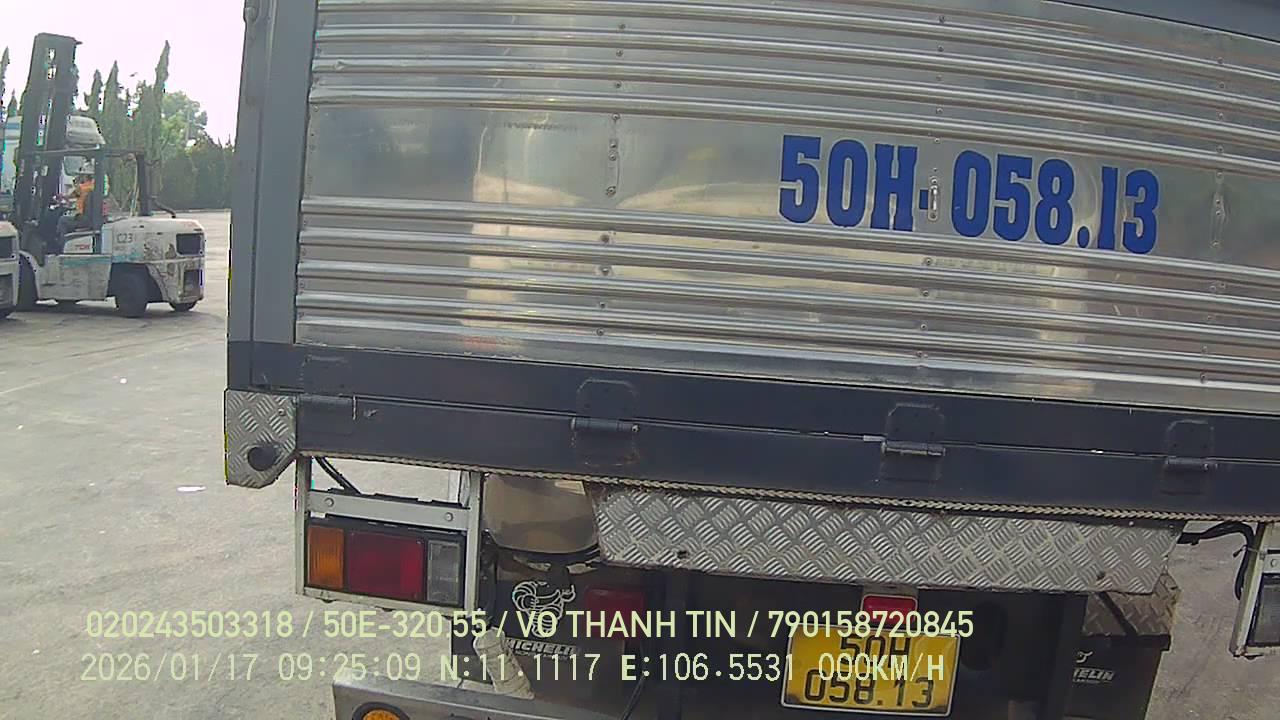 50H-058.13
C23
020243503318 / 50E-320.55 / VO THANH TIN / 790158720845
2026/01/17 09:25:09 N:11.1117 E:106.5531 000KM/H
50H
058.13